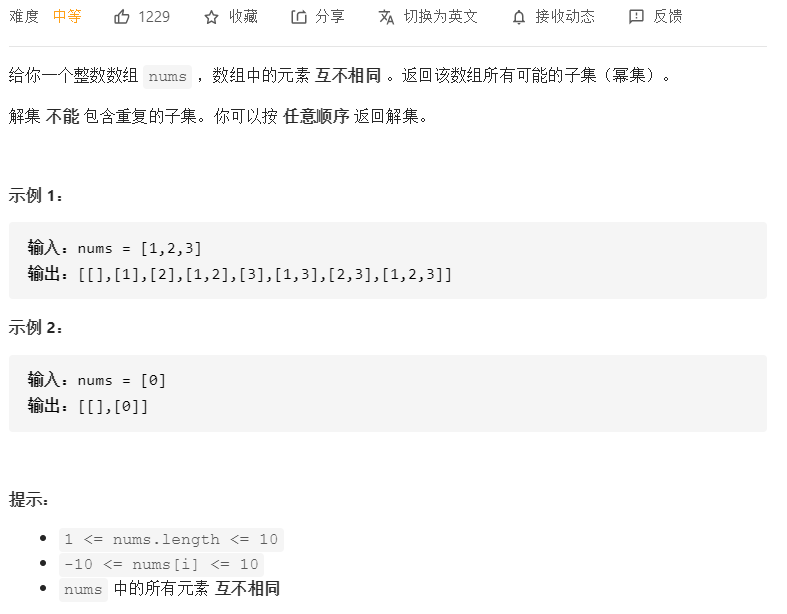 难度 中等 1229 收藏 分享 切换为英文 接收动态 反馈
给你一个整数数组 nums ，数组中的元素 互不相同 。返回该数组所有可能的子集（幂集）。
解集 不能 包含重复的子集。你可以按 任意顺序 返回解集。
示例 1：
输入：nums = [1,2,3]
输出：[[],[1],[2],[1,2],[3],[1,3],[2,3],[1,2,3]]
示例 2：
输入：nums = [0]
输出：[[],[0]]
提示：
1 <= nums.length <= 10
-10 <= nums[i] <= 10
nums 中的所有元素 互不相同